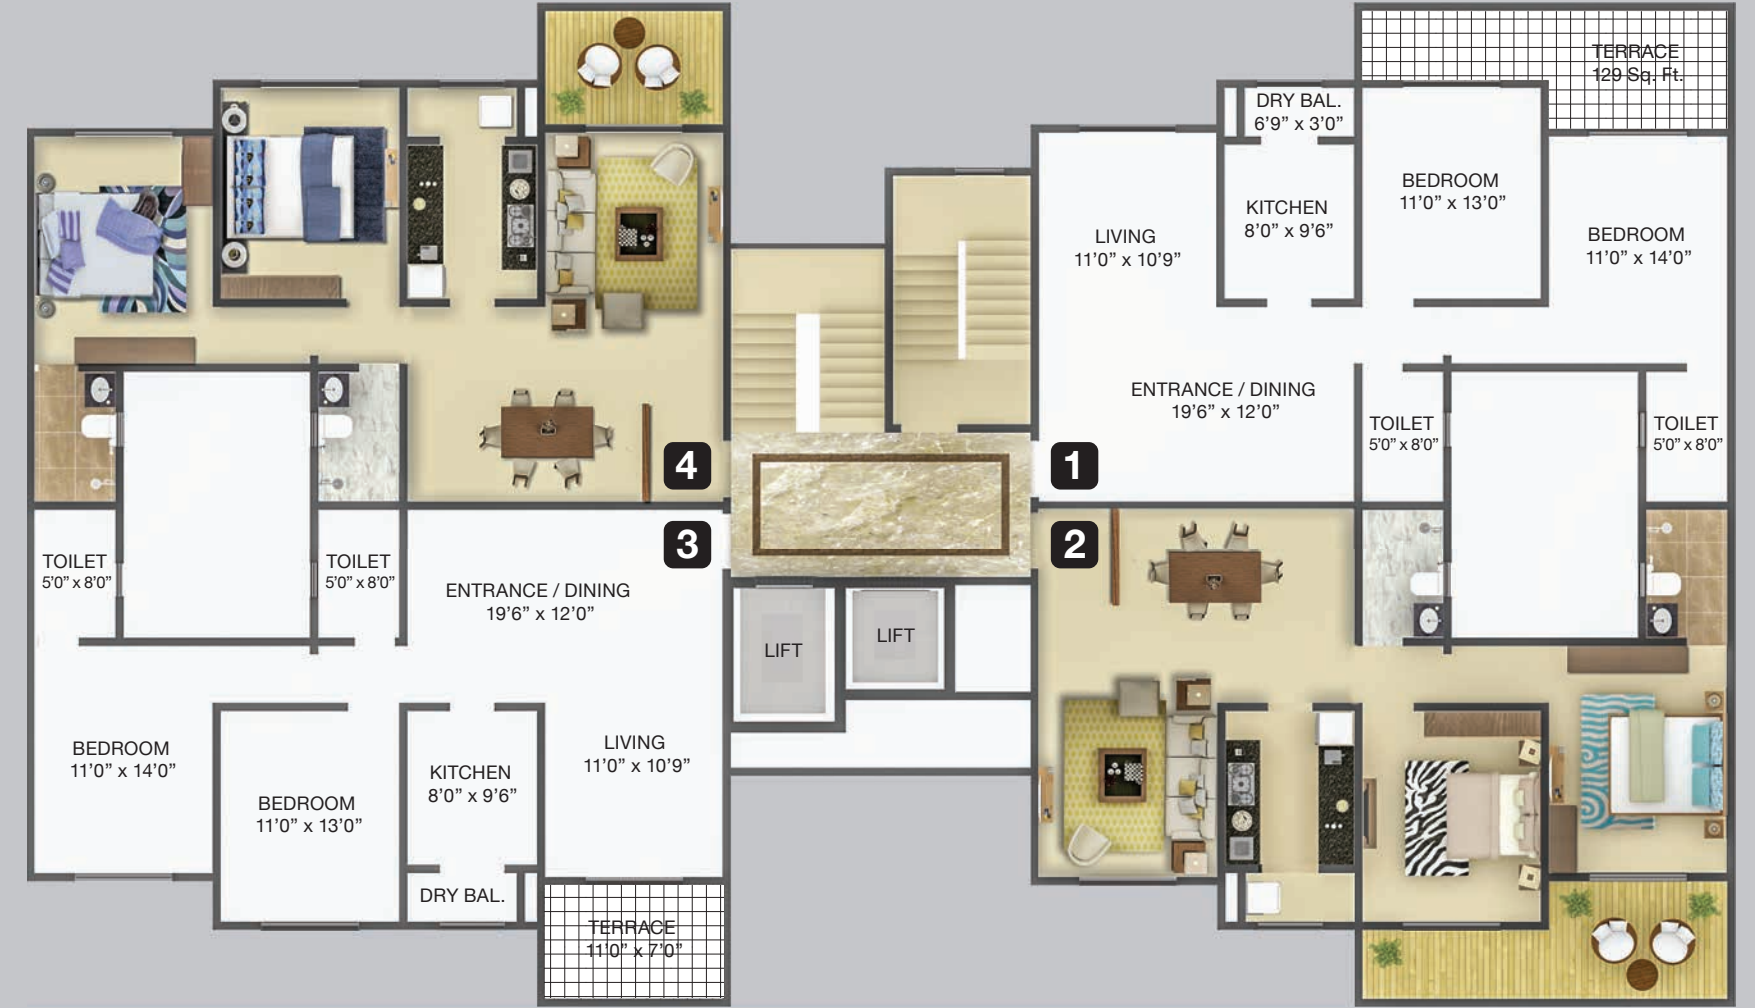 TERRACE
129 Sq. Ft.
DRY BAL.
6'9" x 3'0"
BEDROOM
11'0" x 13'0"
KITCHEN
8'0" x 9'6"
LIVING
11'0" x 10'9"
BEDROOM
11'0" x 14'0"
ENTRANCE / DINING
19'6" x 12'0"
TOILET
5'0" x 8'0"
TOILET
5'0" x 8'0"
4
1
3
2
TOILET
5'0" x 8'0"
TOILET
5'0" x 8'0"
ENTRANCE / DINING
19'6" x 12'0"
LIFT
LIFT
BEDROOM
11'0" x 14'0"
BEDROOM
11'0" x 13'0"
KITCHEN
8'0" x 9'6"
LIVING
11'0" x 10'9"
DRY BAL.
TERRACE
11'0" x 7'0"